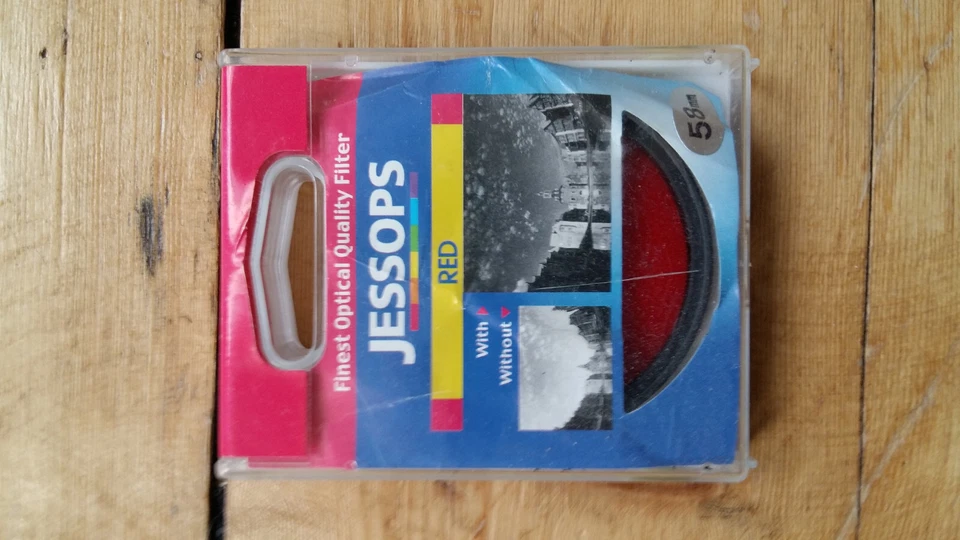 Finest Optical Quality Filter
JESSOPS
RED
With
Without
58mm